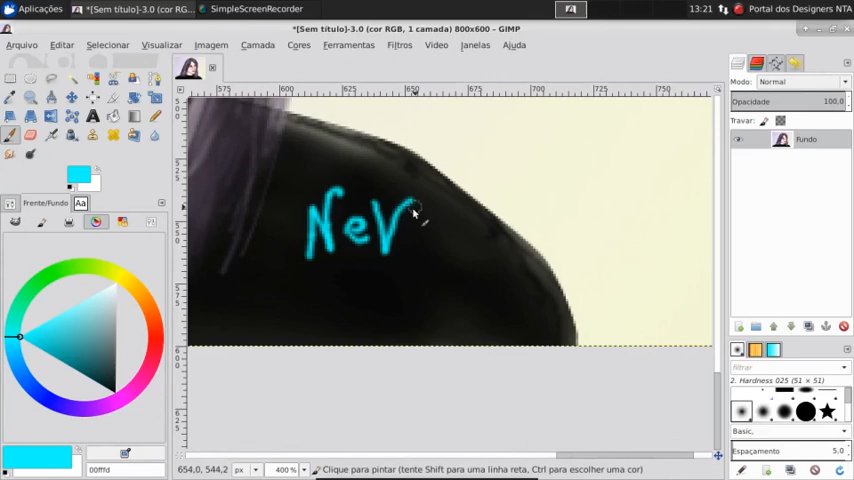 Aplicações
*[Sem título]-3.0 (cor RG...
SimpleScreenRecorder
13:21
Portal dos Designers NTA
*[Sem título]-3.0 (cor RGB, 1 camada) 800x600 – GIMP
Arquivo Editar Selecionar Visualizar Imagem Camada Cores Ferramentas Filtros Video Janelas Ajuda
Modo: Normal
Opacidade 100,0
Travar:
Fundo
575 600 625 650 675 700 725 750
NeV
Frente/Fundo
Aa
filtrar
2. Hardness 025 (51 × 51)
Basic,
Espaçamento 5,0
00fffd
654,0, 544,2 px 400% Clique para pintar (tente Shift para uma linha reta, Ctrl para escolher uma cor)